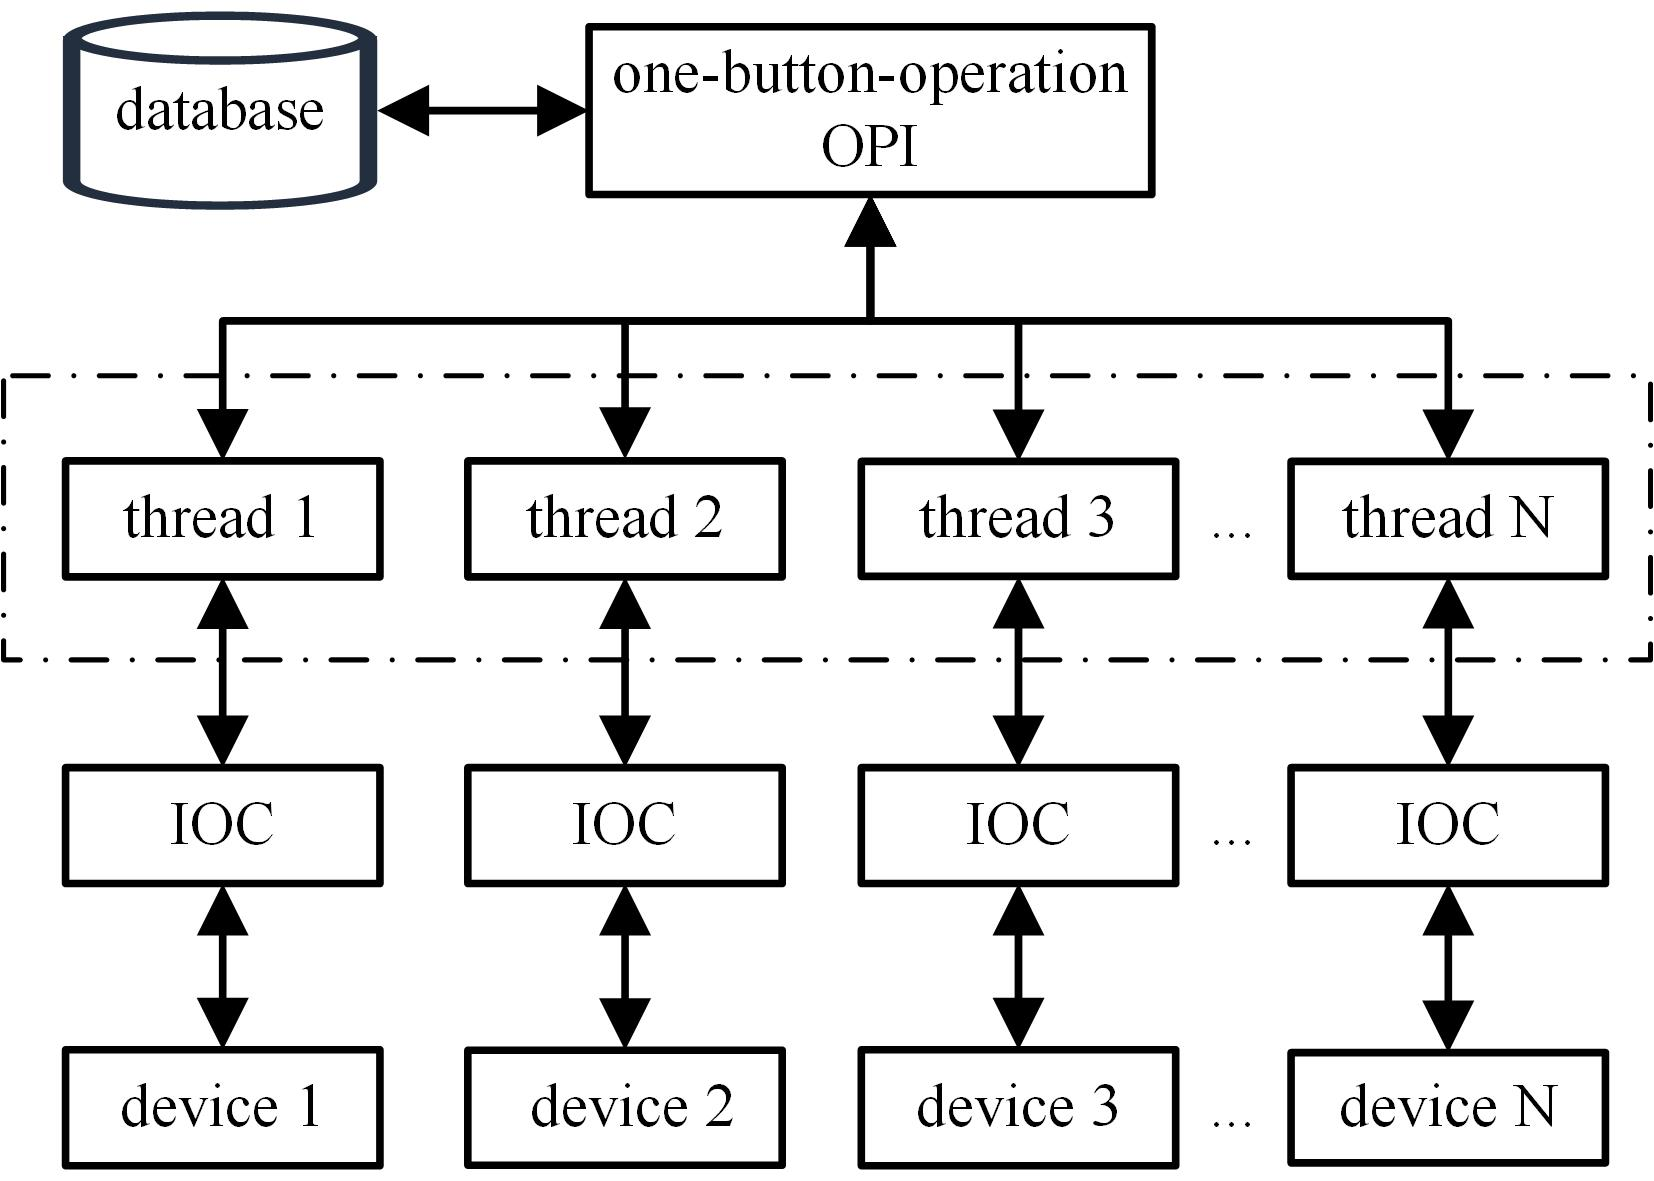 database
one-button-operation
OPI
thread 1
thread 2
thread 3
...
thread N
IOC
IOC
IOC
...
IOC
device 1
device 2
device 3
...
device N